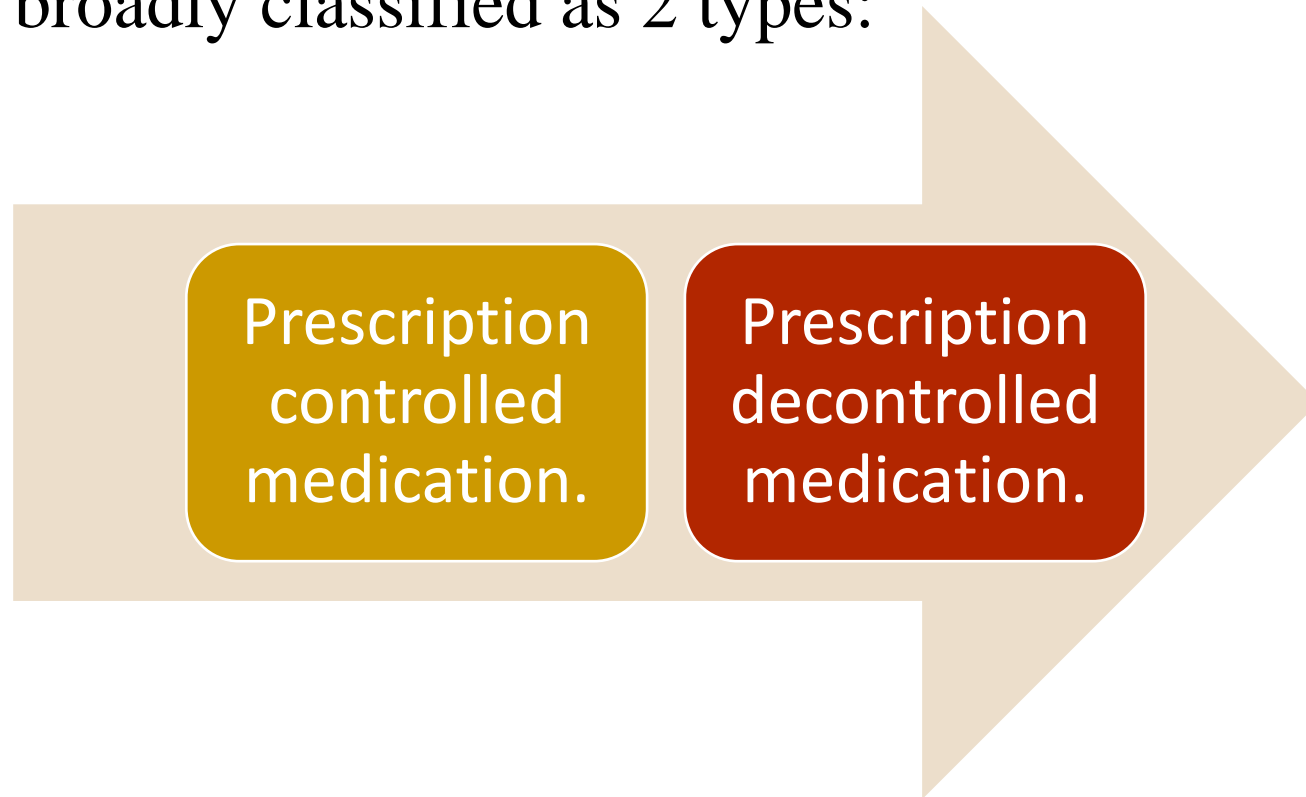 broadly classified as 2 types:
Prescription
controlled
medication.
Prescription
decontrolled
medication.